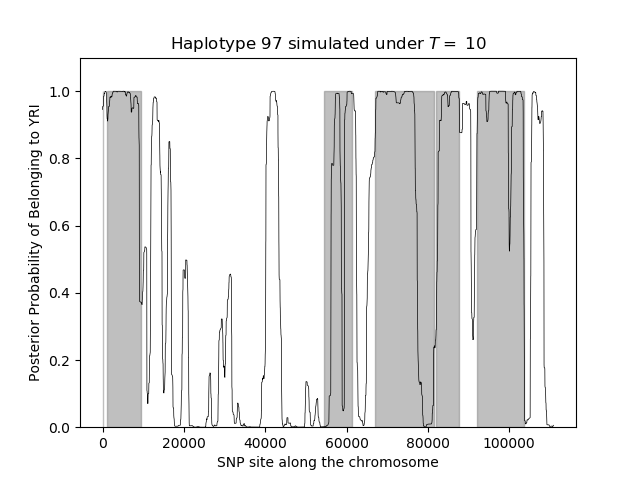 Haplotype 97 simulated under T = 10
Posterior Probability of Belonging to YRI
1.0
0.8
0.6
0.4
0.2
0.0
0 20000 40000 60000 80000 100000
SNP site along the chromosome